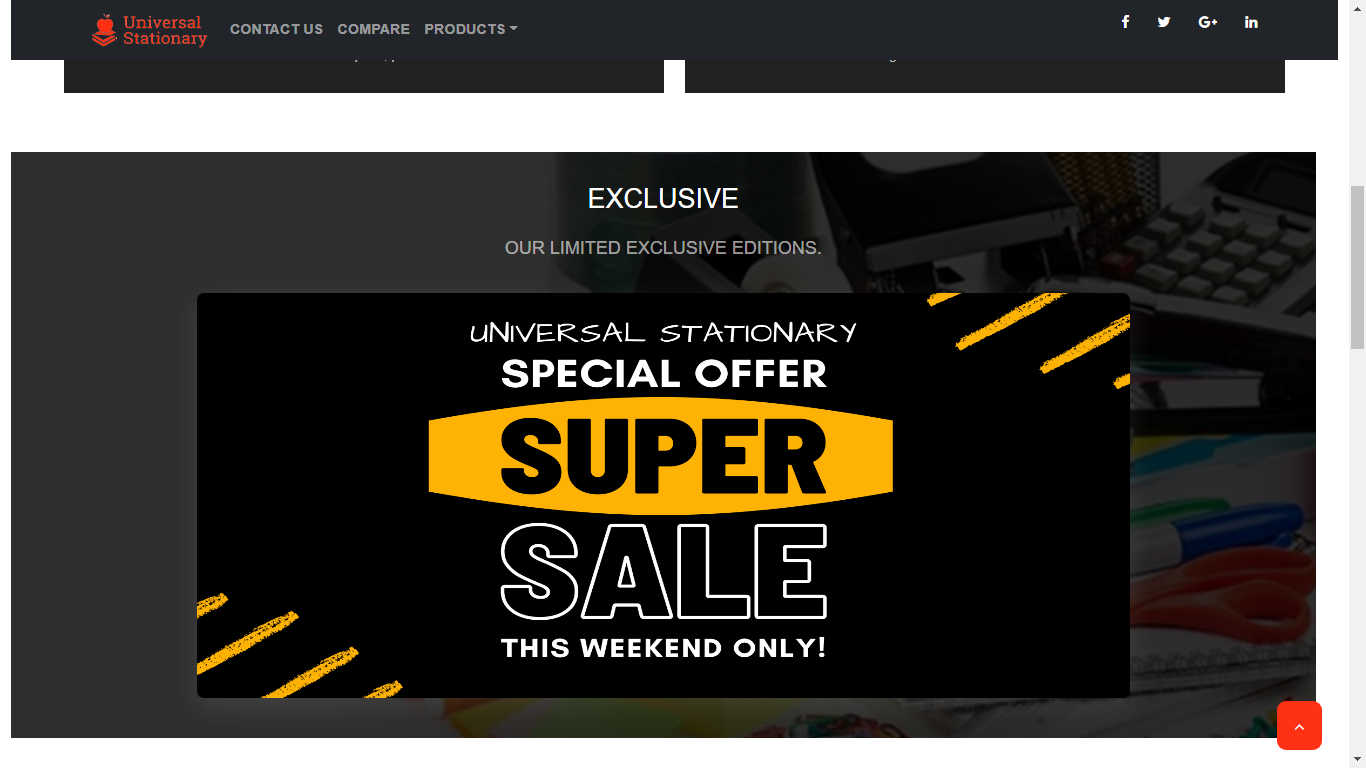 Universal
Stationary
CONTACT US COMPARE PRODUCTS
G+
EXCLUSIVE
OUR LIMITED EXCLUSIVE EDITIONS.
UNIVERSAL STATIONARY
SPECIAL OFFER
SUPER
SALE
THIS WEEKEND ONLY!